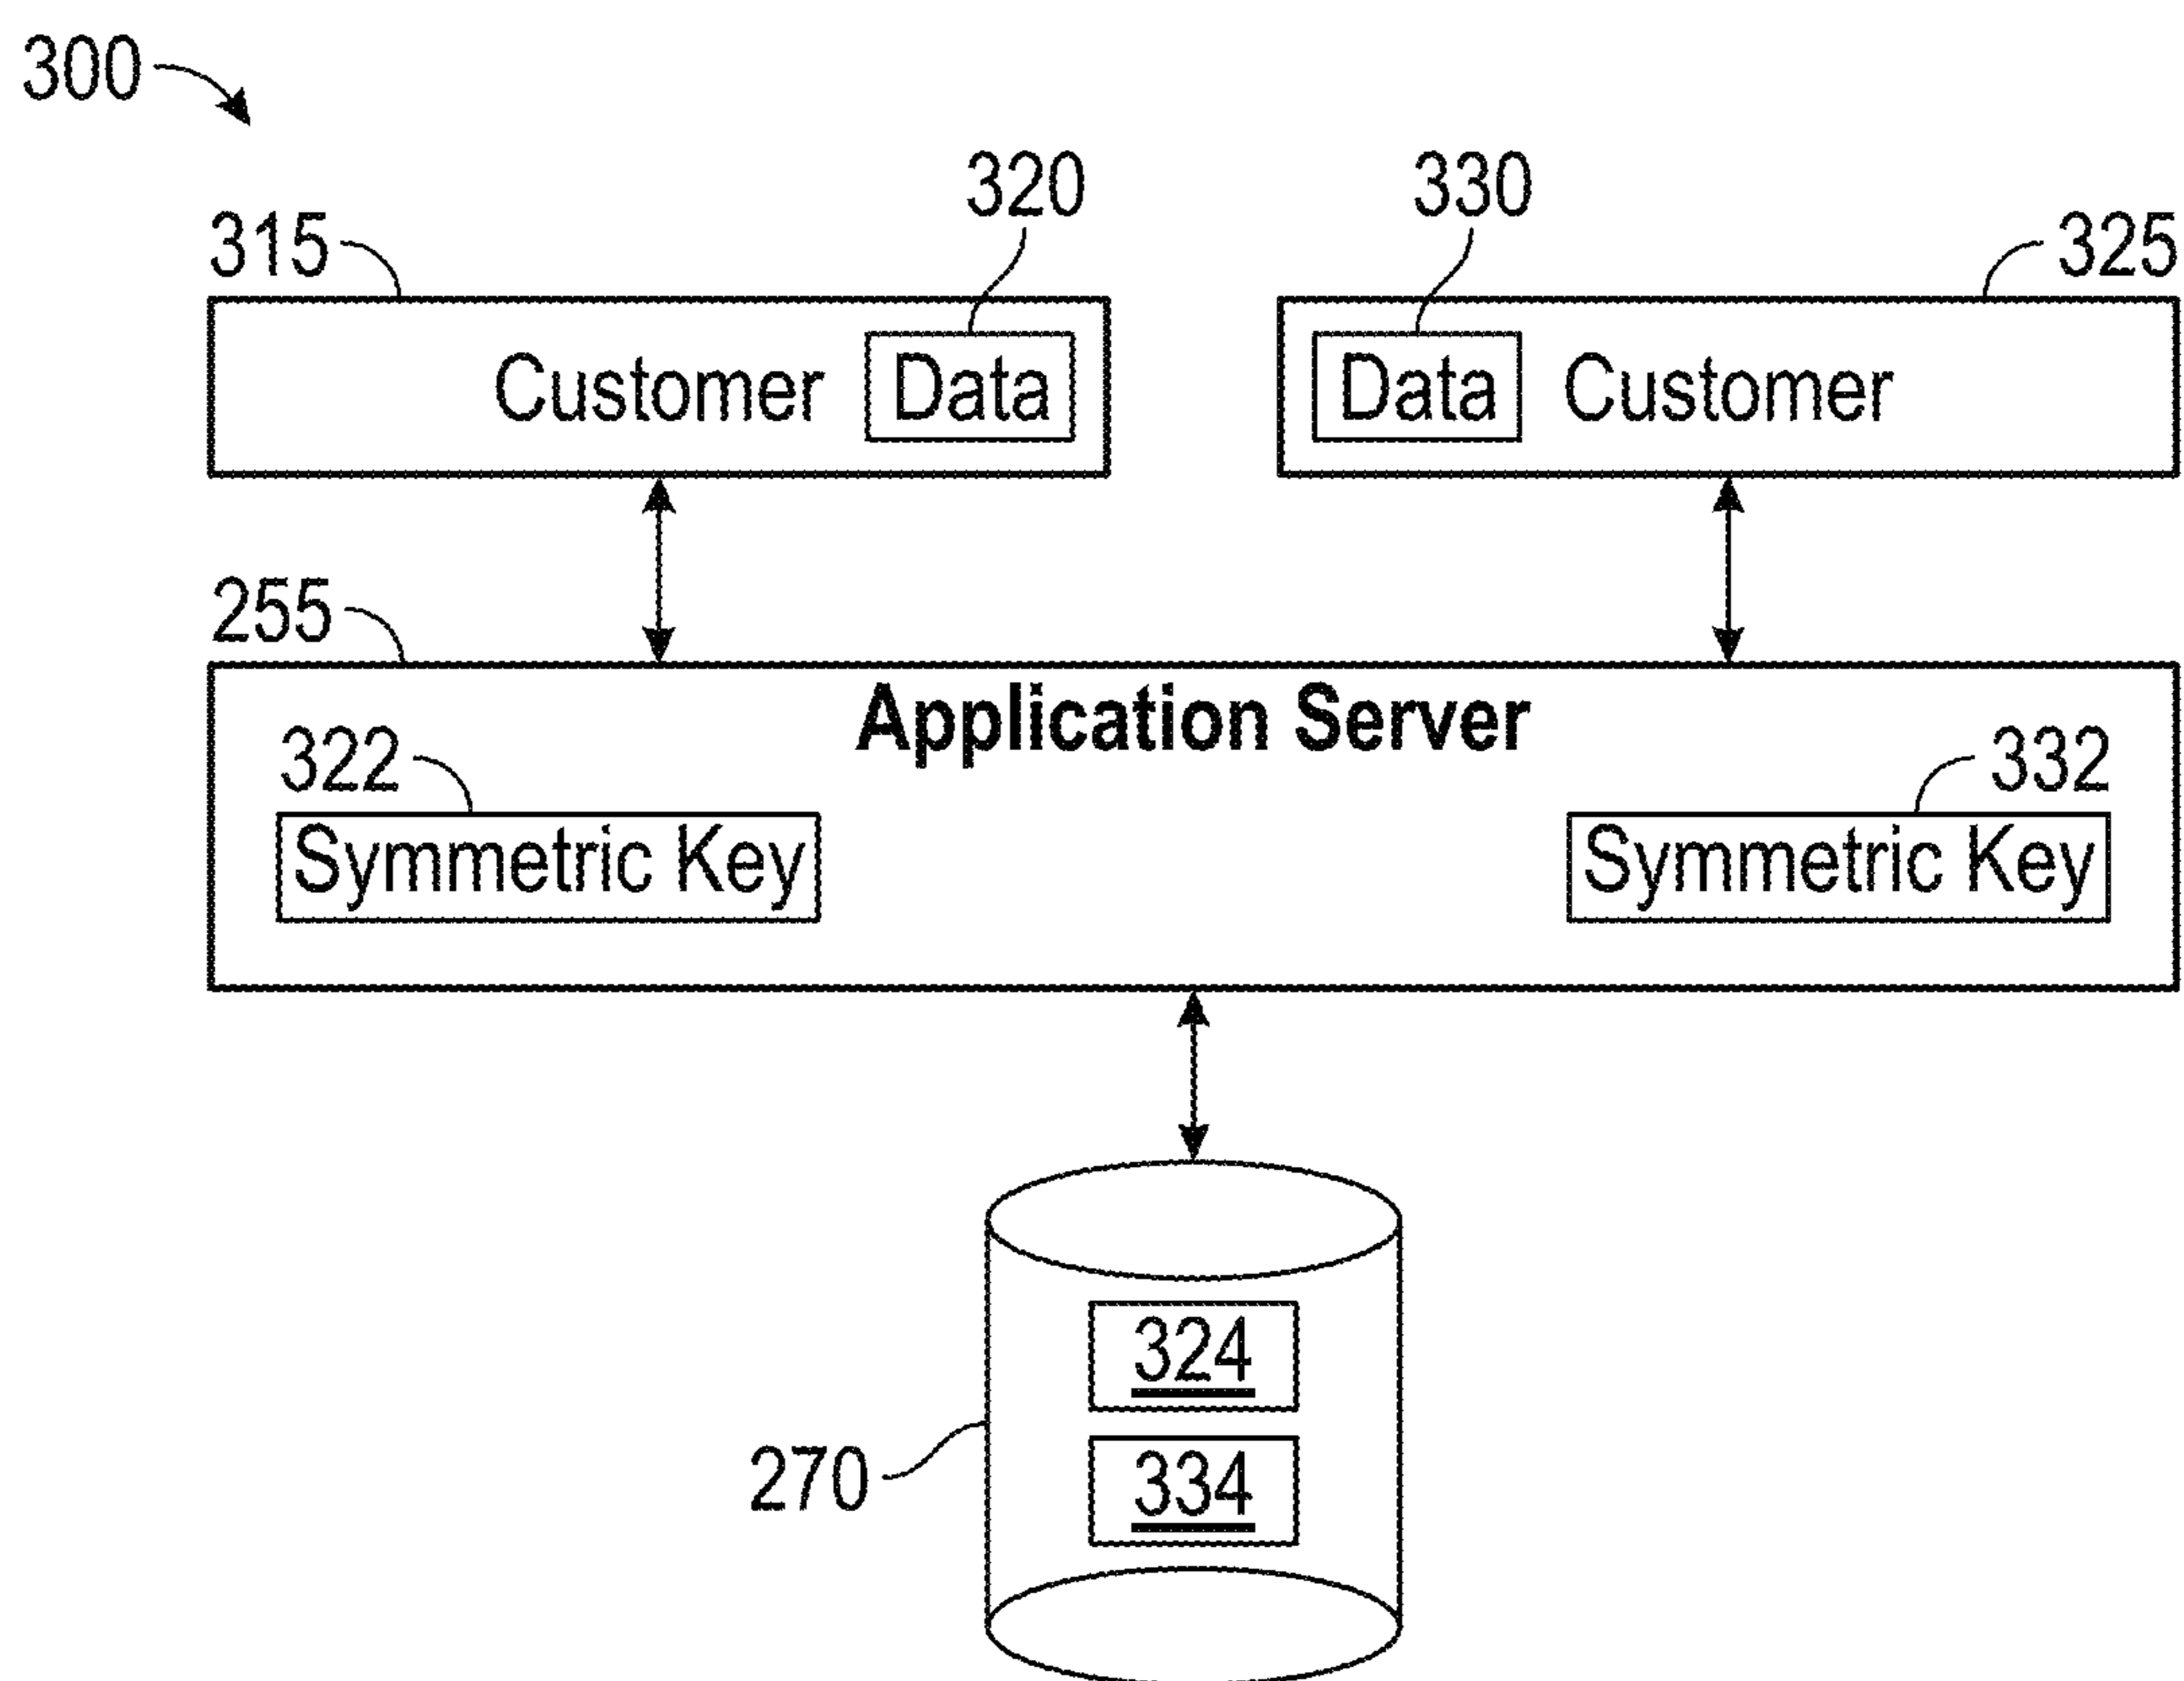 300
320
330
315
325
Customer
Data
Data
Customer
255
Application Server
322
332
Symmetric Key
Symmetric Key
324
270
334